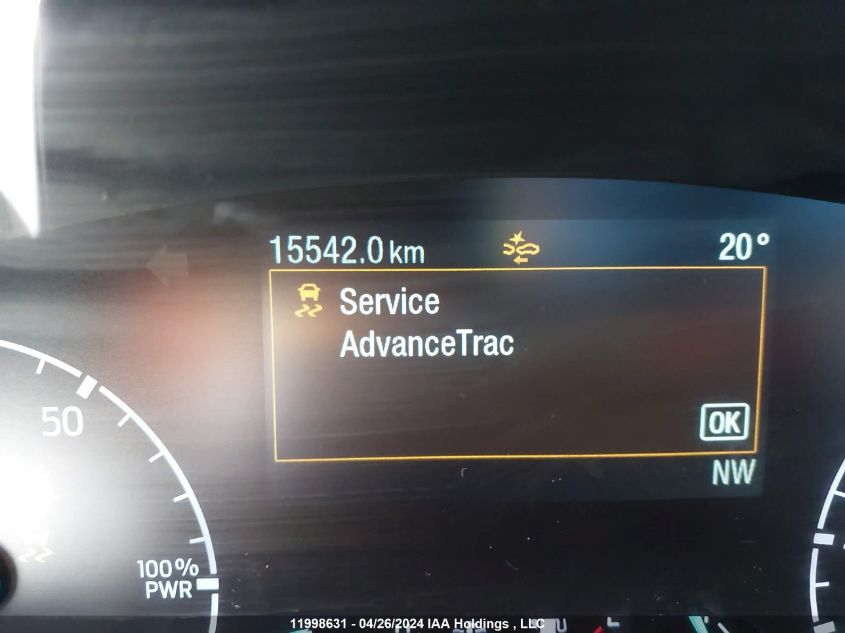 15542.0 km 20°
Service
AdvanceTrac
OK
NW
50
100%
PWR
11998631 - 04/26/2024 IAA Holdings , LLC